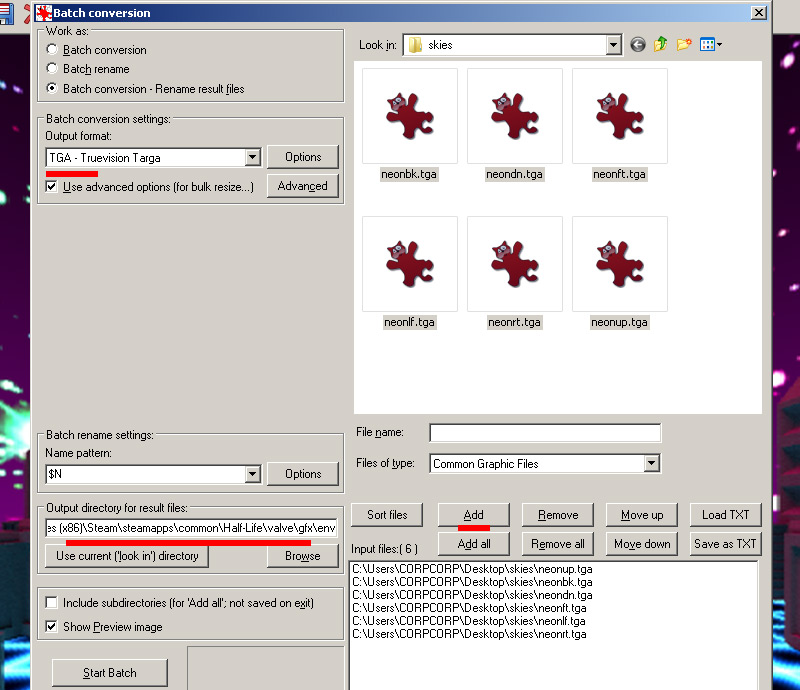 Batch conversion
Work as:
Batch conversion
Batch rename
Batch conversion - Rename result files
Batch conversion settings:
Output format:
TGA - Truevision Targa
Options
Use advanced options (for bulk resize...)
Advanced
Batch rename settings:
Name pattern:
$N
Options
Output directory for result files:
es (x86)\Steam\steamapps\common\Half-Life\valve\gfx\env
Use current ('look in') directory
Browse
Include subdirectories (for 'Add all'; not saved on exit)
Show Preview image
Start Batch
Look in:
skies
neonbk.tga
neondn.tga
neonft.tga
neonlf.tga
neonrt.tga
neonup.tga
File name:
Files of type:
Common Graphic Files
Sort files
Add
Remove
Move up
Load TXT
Input files:( 6 )
Add all
Remove all
Move down
Save as TXT
C:\Users\CORPCORP\Desktop\skies\neonup.tga
C:\Users\CORPCORP\Desktop\skies\neonbk.tga
C:\Users\CORPCORP\Desktop\skies\neondn.tga
C:\Users\CORPCORP\Desktop\skies\neonft.tga
C:\Users\CORPCORP\Desktop\skies\neonlf.tga
C:\Users\CORPCORP\Desktop\skies\neonrt.tga